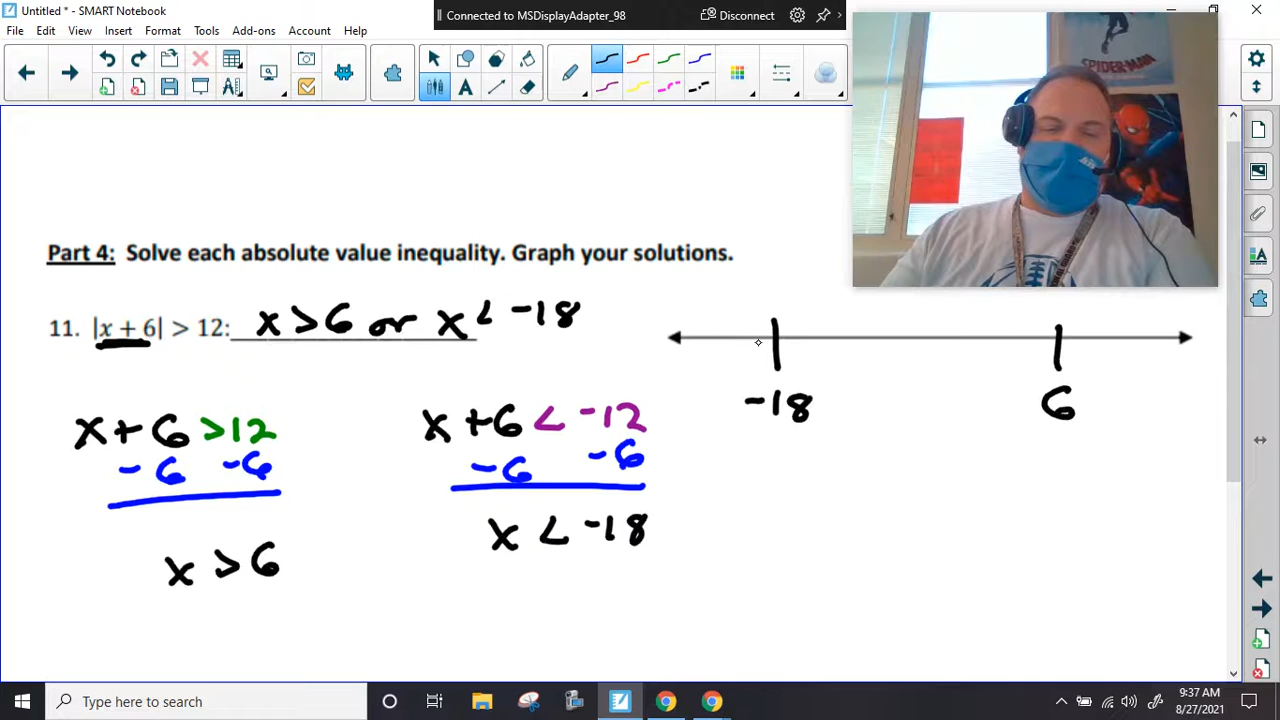 Untitled * - SMART Notebook
Connected to MSDisplayAdapter_98
Disconnect
File Edit View Insert Format Tools Add-ons Account Help
SPIDER-MAN
Part 4: Solve each absolute value inequality. Graph your solutions.
11. |x + 6| > 12: x > 6 or x < -18
-18 6
x + 6 > 12 x + 6 < -12
- 6 - 6 - 6 - 6
x > 6 x < -18
Type here to search
9:37 AM
8/27/2021